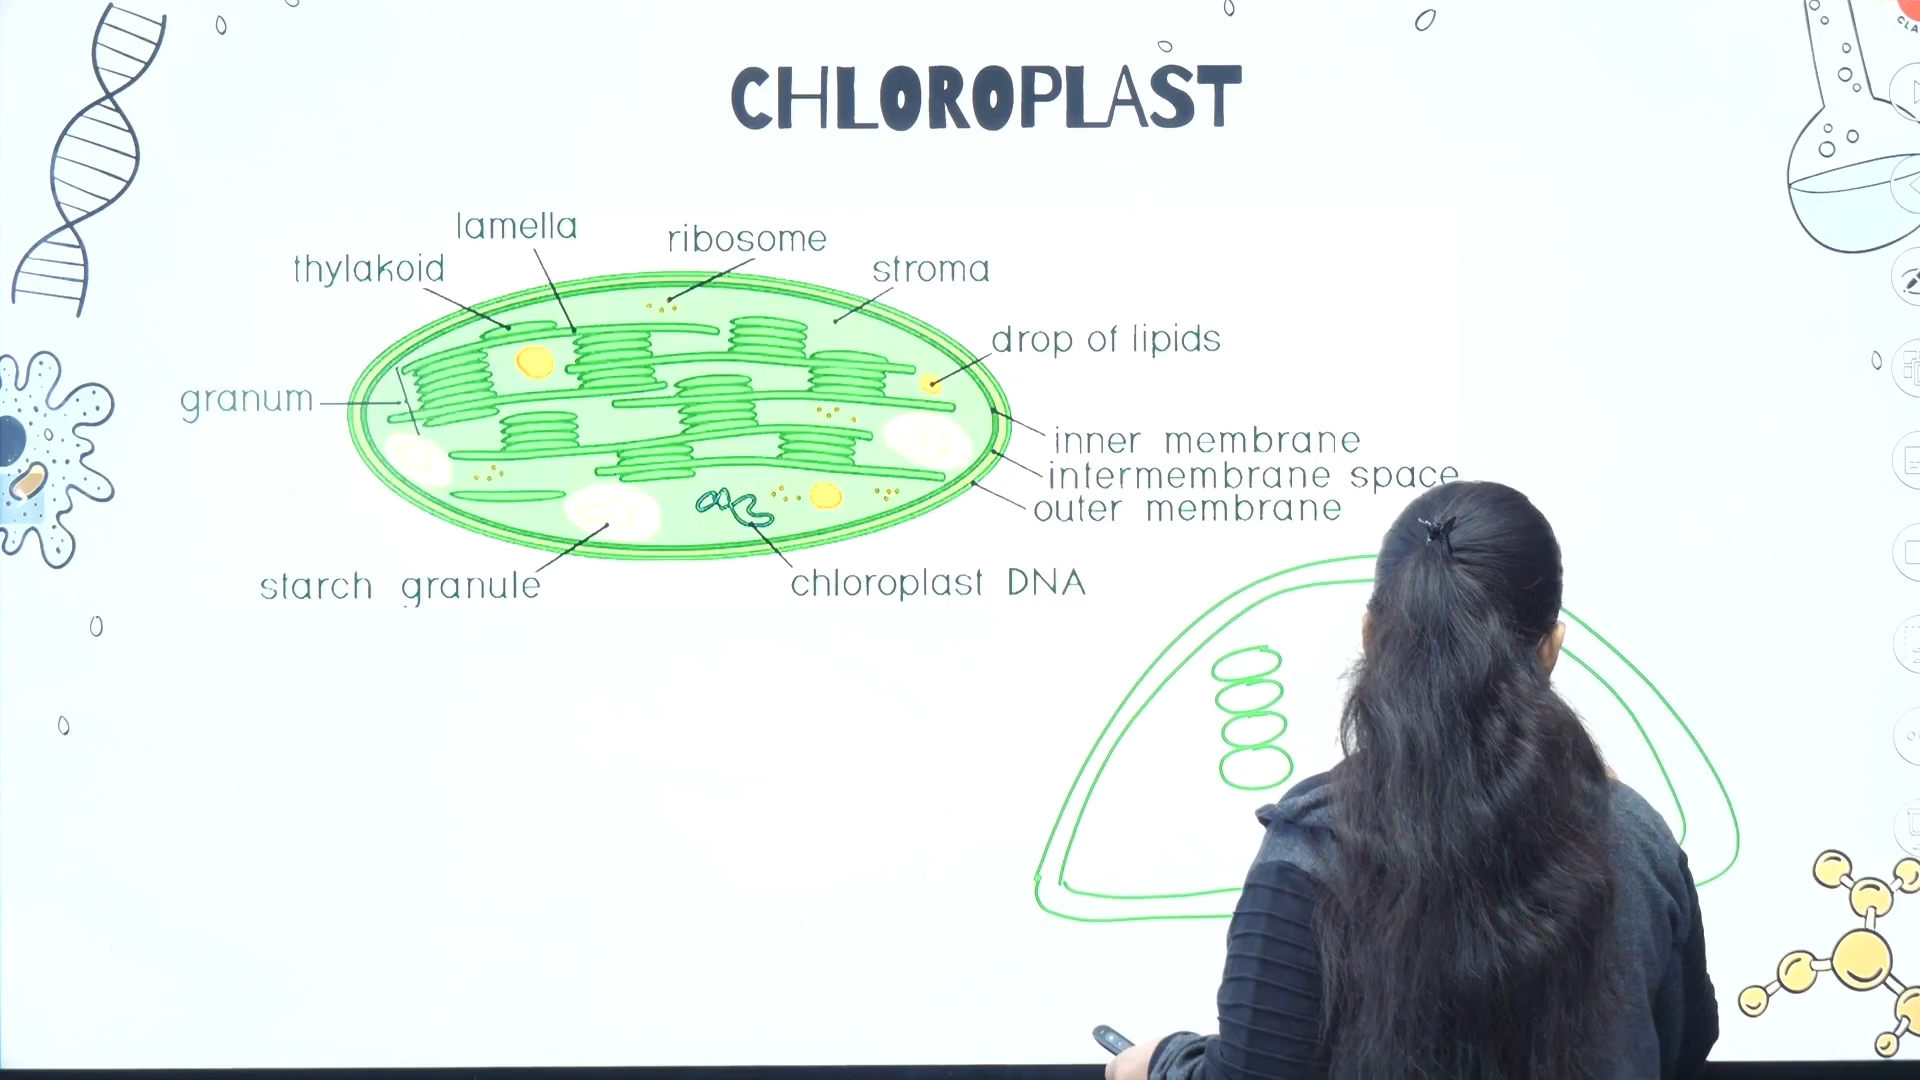 CHLOROPLAST
lamella
ribosome
thylakoid
stroma
drop of lipids
granum
inner membrane
intermembrane space
outer membrane
starch granule
chloroplast DNA